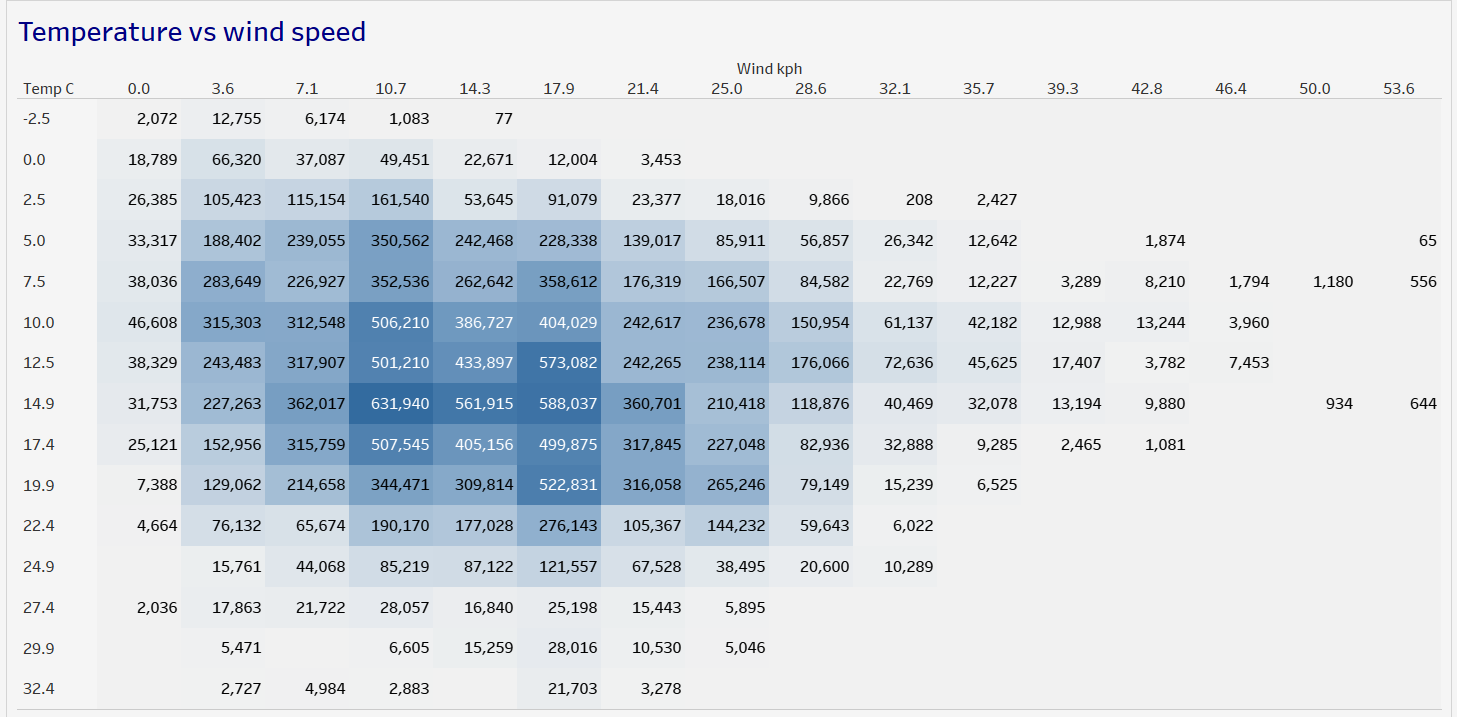 Temperature vs wind speed
Wind kph
Temp C 0.0 3.6 7.1 10.7 14.3 17.9 21.4 25.0 28.6 32.1 35.7 39.3 42.8 46.4 50.0 53.6
-2.5 2,072 12,755 6,174 1,083 77
0.0 18,789 66,320 37,087 49,451 22,671 12,004 3,453
2.5 26,385 105,423 115,154 161,540 53,645 91,079 23,377 18,016 9,866 208 2,427
5.0 33,317 188,402 239,055 350,562 242,468 228,338 139,017 85,911 56,857 26,342 12,642 1,874 65
7.5 38,036 283,649 226,927 352,536 262,642 358,612 176,319 166,507 84,582 22,769 12,227 3,289 8,210 1,794 1,180 556
10.0 46,608 315,303 312,548 506,210 386,727 404,029 242,617 236,678 150,954 61,137 42,182 12,988 13,244 3,960
12.5 38,329 243,483 317,907 501,210 433,897 573,082 242,265 238,114 176,066 72,636 45,625 17,407 3,782 7,453
14.9 31,753 227,263 362,017 631,940 561,915 588,037 360,701 210,418 118,876 40,469 32,078 13,194 9,880 934 644
17.4 25,121 152,956 315,759 507,545 405,156 499,875 317,845 227,048 82,936 32,888 9,285 2,465 1,081
19.9 7,388 129,062 214,658 344,471 309,814 522,831 316,058 265,246 79,149 15,239 6,525
22.4 4,664 76,132 65,674 190,170 177,028 276,143 105,367 144,232 59,643 6,022
24.9 15,761 44,068 85,219 87,122 121,557 67,528 38,495 20,600 10,289
27.4 2,036 17,863 21,722 28,057 16,840 25,198 15,443 5,895
29.9 5,471 6,605 15,259 28,016 10,530 5,046
32.4 2,727 4,984 2,883 21,703 3,278